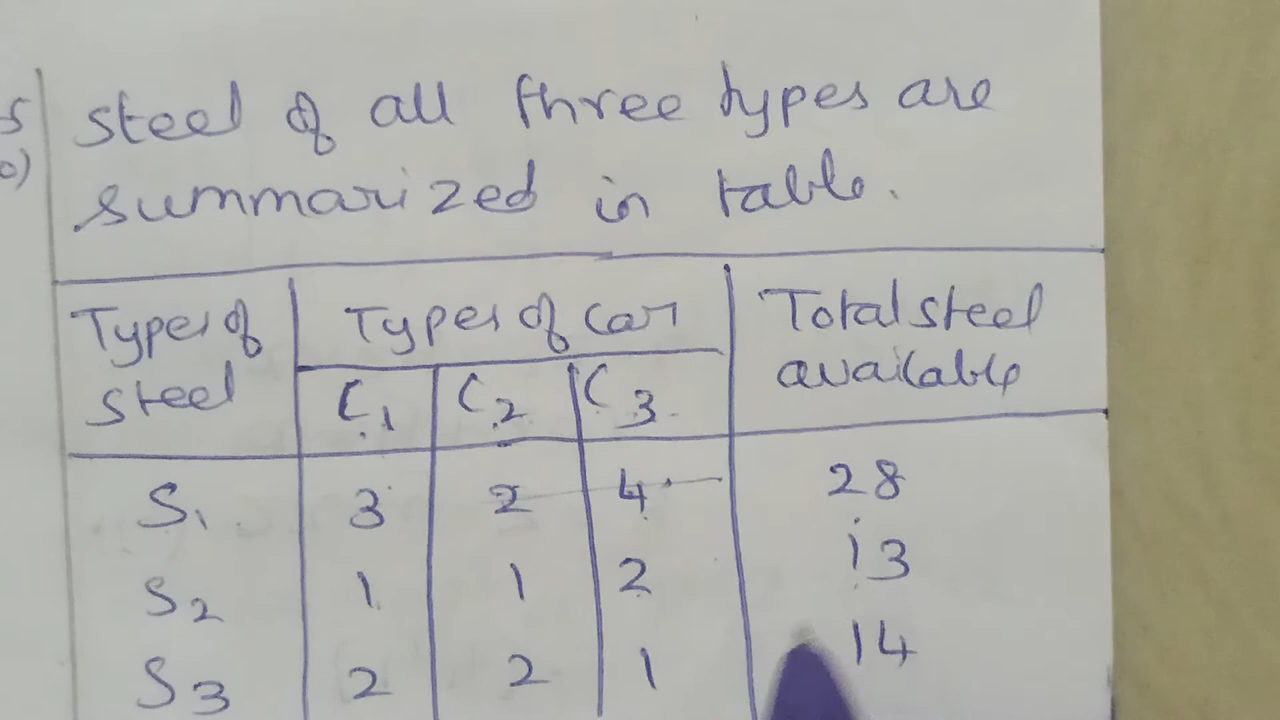 s
o)
steel of all three types are
summarized in table.
Types of steel | Types of car | Total steel available
C₁ | C₂ | C₃
S₁ | 3 | 2 | 4 | 28
S₂ | 1 | 1 | 2 | 13
S₃ | 2 | 2 | 1 | 14